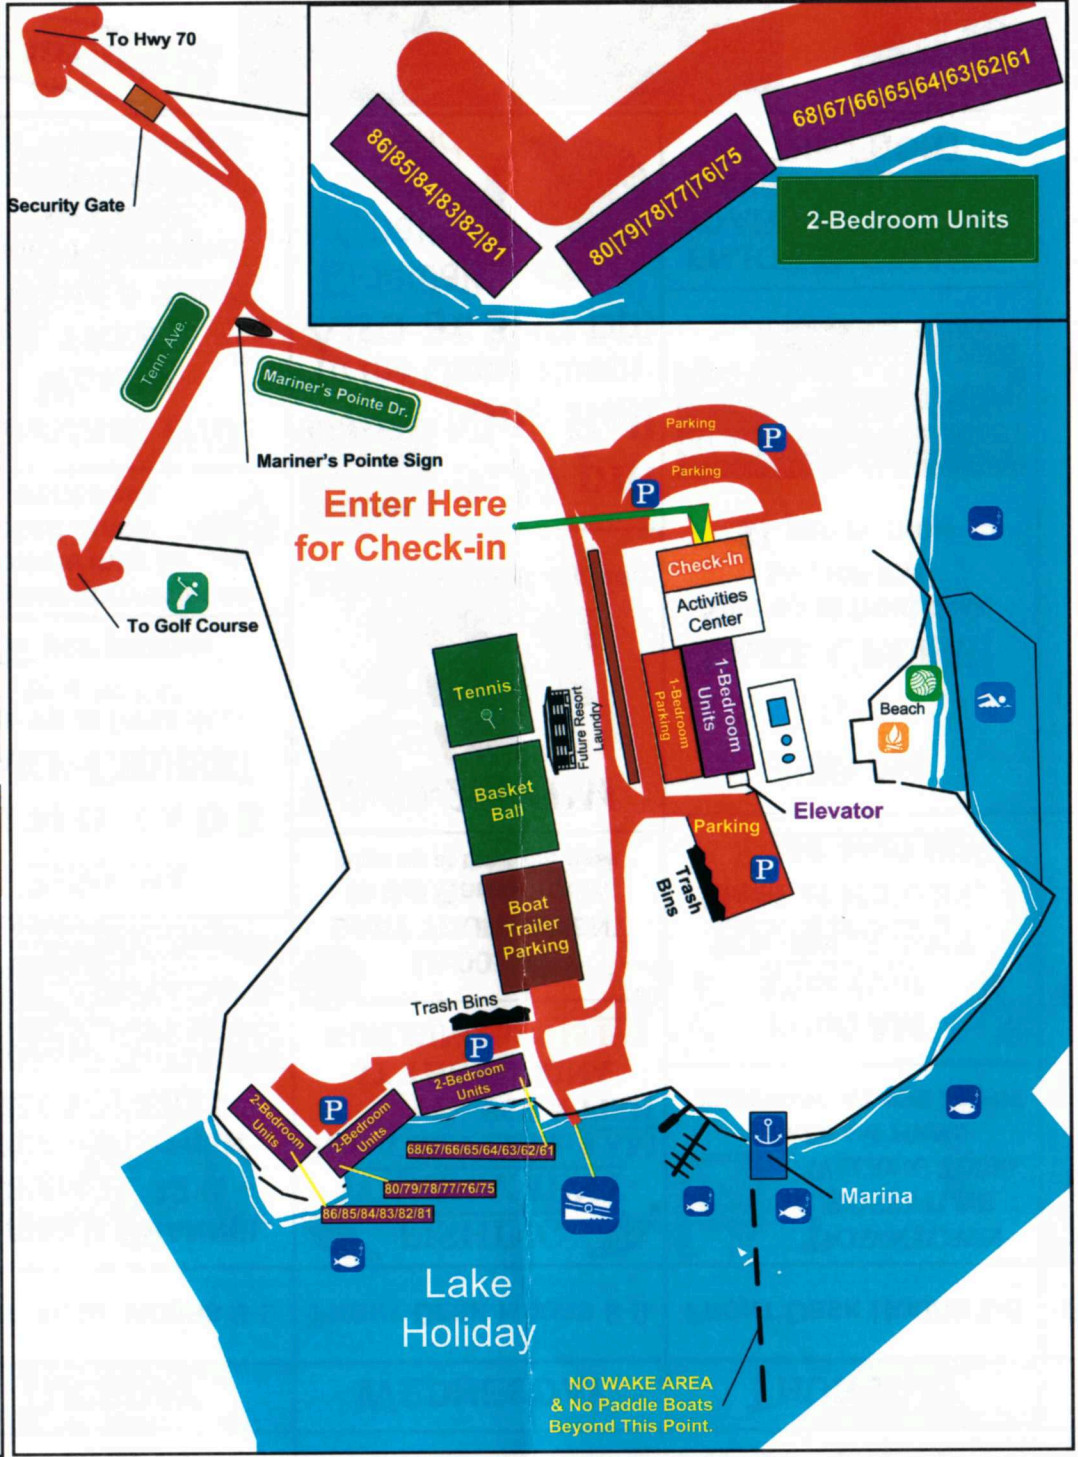 To Hwy 70
Security Gate
86|85|84|83|82|81
80|79|78|77|76|75
68|67|66|65|64|63|62|61
2-Bedroom Units
Tenn. Ave.
Mariner's Pointe Dr.
Mariner's Pointe Sign
Enter Here
for Check-in
To Golf Course
Parking
P
Parking
P
Check-In
Activities
Center
1-Bedroom
Parking
1-Bedroom
Units
Tennis
Future Resort
Laundry
Basket
Ball
Beach
Elevator
Parking
P
Trash
Bins
Boat
Trailer
Parking
Trash Bins
P
2-Bedroom
Units
P
2-Bedroom
Units
2-Bedroom
Units
68/67/66/65/64/63/62/61
80/79/78/77/76/75
86/85/84/83/82/81
Marina
Lake
Holiday
NO WAKE AREA
& No Paddle Boats
Beyond This Point.